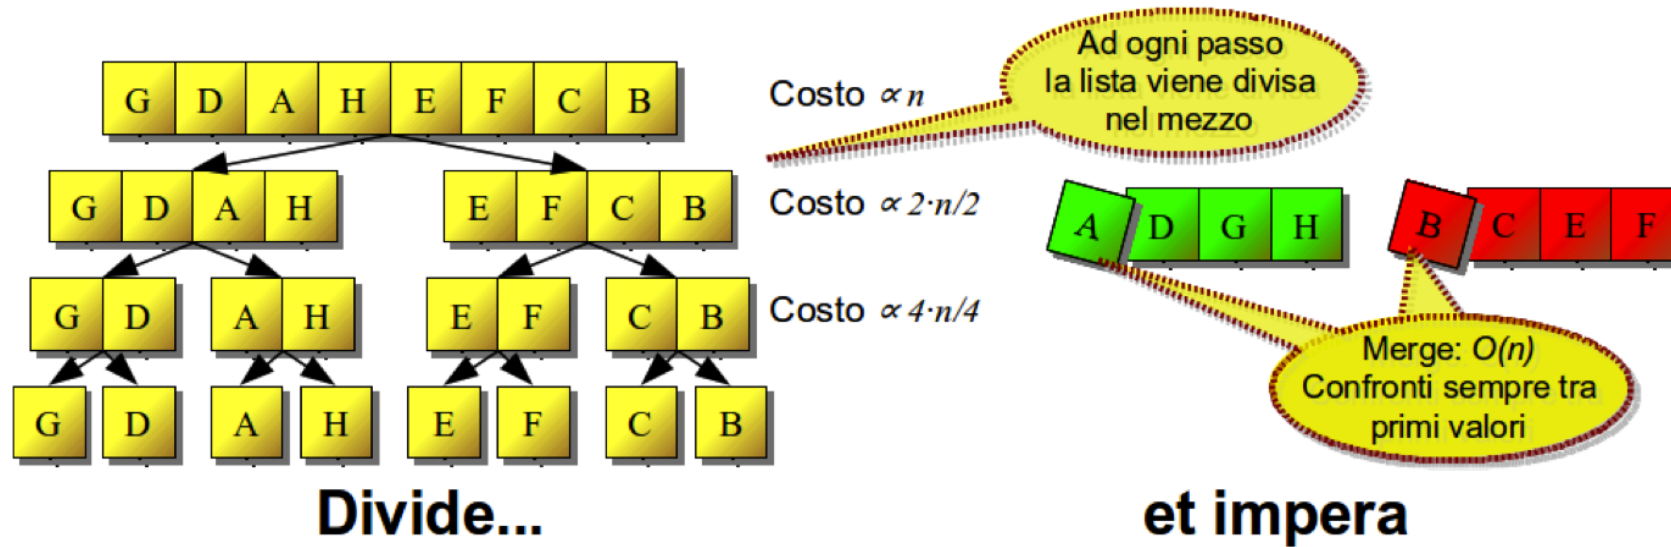 G D A H E F C B
Costo ∝ n
Ad ogni passo
la lista viene divisa
nel mezzo
G D A H
E F C B
Costo ∝ 2·n/2
A D G H
B C E F
G D
A H
E F
C B
Costo ∝ 4·n/4
Merge: O(n)
Confronti sempre tra
primi valori
G D A H E F C B
Divide...
et impera